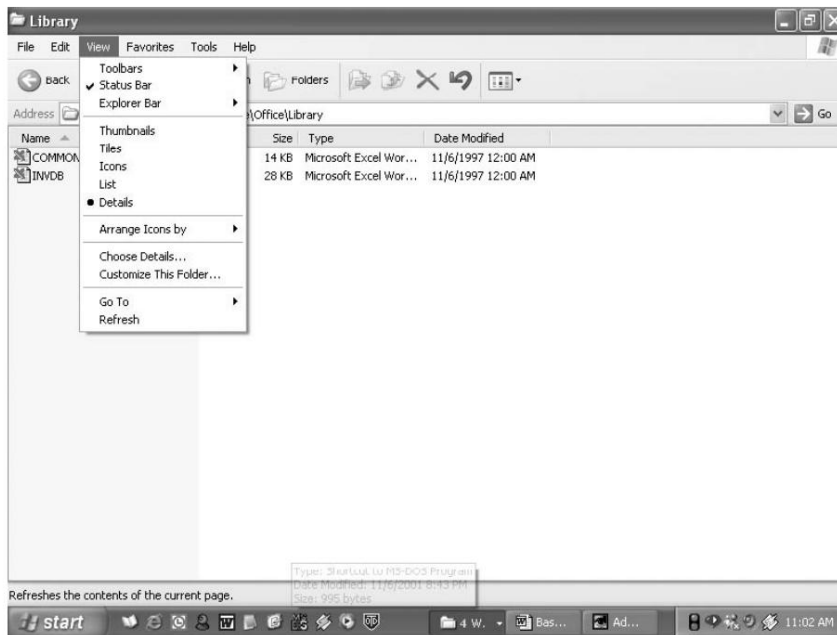 Library
File Edit View Favorites Tools Help
Back Folders
Address \Office\Library Go
Name Size Type Date Modified
COMMON 14 KB Microsoft Excel Wor... 11/6/1997 12:00 AM
INVDB 28 KB Microsoft Excel Wor... 11/6/1997 12:00 AM
Toolbars
Status Bar
Explorer Bar
Thumbnails
Tiles
Icons
List
Details
Arrange Icons by
Choose Details...
Customize This Folder...
Go To
Refresh
Type: Shortcut to MS-DOS Program
Date Modified: 11/6/2001 8:43 PM
Size: 995 bytes
Refreshes the contents of the current page.
start 4 W. Bas... Ad... 11:02 AM